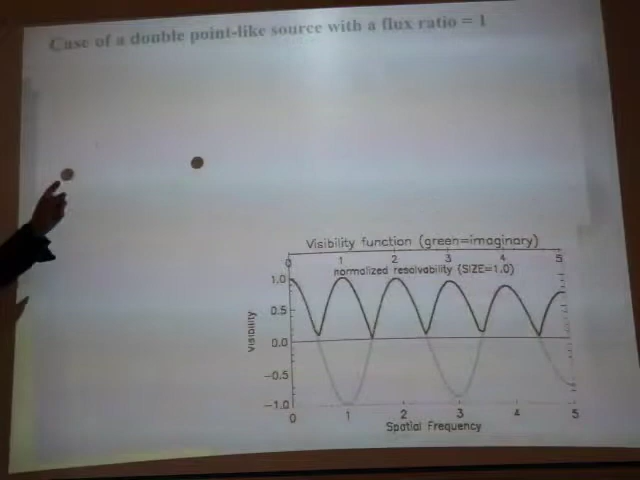 Case of a double point-like source with a flux ratio = 1
Visibility function (green=imaginary)
0 1 2 3 4 5
normalized resolvability (SIZE=1.0)
1.0
0.5
0.0
-0.5
-1.0
Visibility
0 1 2 3 4 5
Spatial Frequency